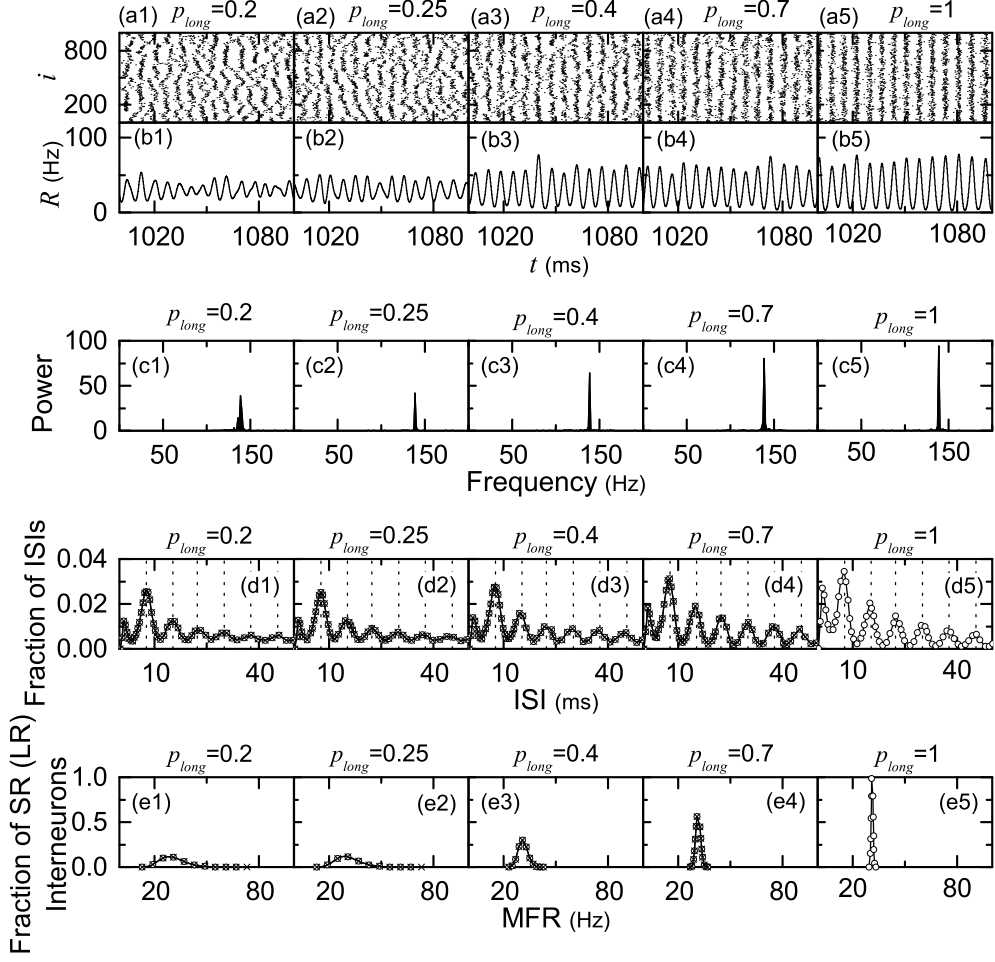 (a1) p_long=0.2 (a2) p_long=0.25 (a3) p_long=0.4 (a4) p_long=0.7 (a5) p_long=1
800
i
200
100 (b1) (b2) (b3) (b4) (b5)
R (Hz)
0
1020 1080 1020 1080 1020 1080 1020 1080 1020 1080
t (ms)
p_long=0.2 p_long=0.25 p_long=0.4 p_long=0.7 p_long=1
100
(c1) (c2) (c3) (c4) (c5)
Power
50
0
50 150 50 150 50 150 50 150 50 150
Frequency (Hz)
p_long=0.2 p_long=0.25 p_long=0.4 p_long=0.7 p_long=1
Fraction of ISIs
0.04
(d1) (d2) (d3) (d4) (d5)
0.02
0.00
10 40 10 40 10 40 10 40 10 40
ISI (ms)
p_long=0.2 p_long=0.25 p_long=0.4 p_long=0.7 p_long=1
Fraction of SR (LR)
Interneurons
1.0
(e1) (e2) (e3) (e4) (e5)
0.5
0.0
20 80 20 80 20 80 20 80 20 80
MFR (Hz)